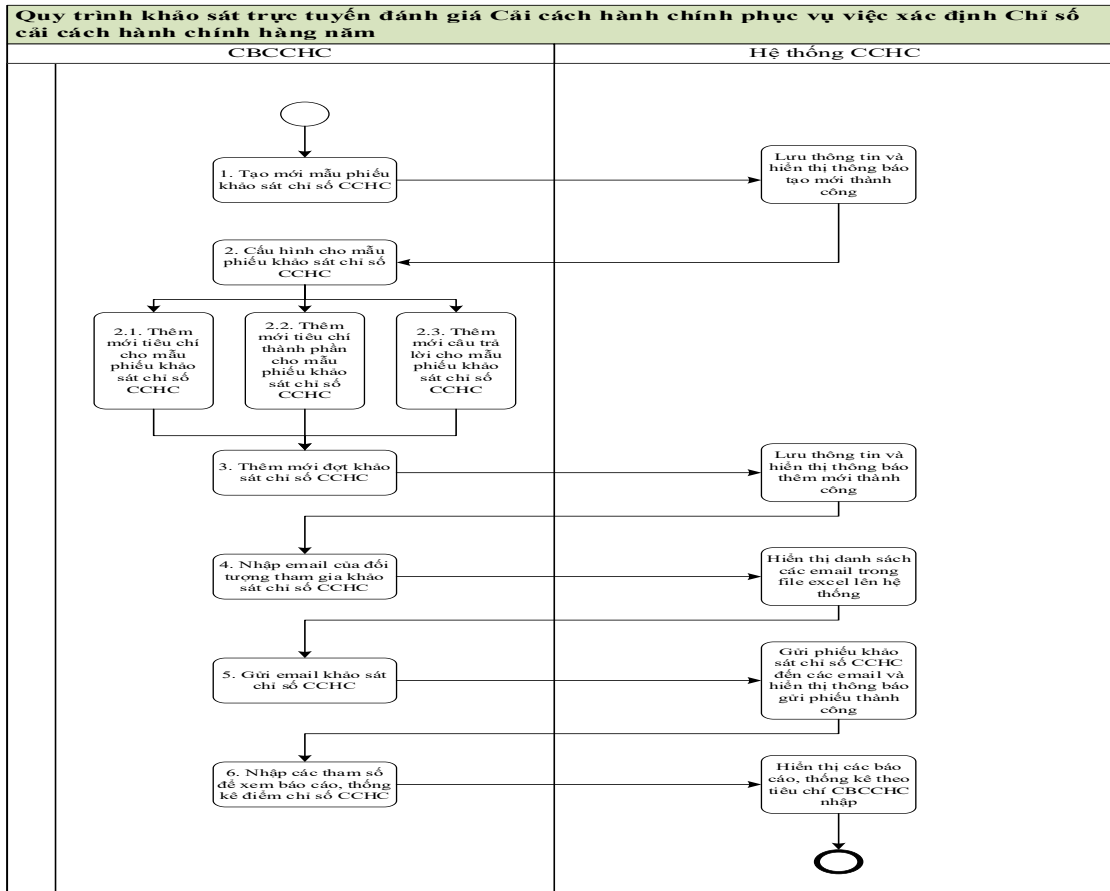 Quy trình khảo sát trực tuyến đánh giá Cải cách hành chính phục vụ việc xác định Chỉ số
cải cách hành chính hàng năm
CBCCHC
Hệ thống CCHC
1. Tạo mới mẫu phiếu
khảo sát chỉ số CCHC
Lưu thông tin và
hiển thị thông báo
tạo mới thành
công
2. Cấu hình cho mẫu
phiếu khảo sát chỉ số
CCHC
2.1. Thêm
mới tiêu chí
cho mẫu
phiếu khảo
sát chỉ số
CCHC
2.2. Thêm
mới tiêu chí
thành phần
cho mẫu
phiếu khảo
sát chỉ số
CCHC
2.3. Thêm
mới câu trả
lời cho mẫu
phiếu khảo
sát chỉ số
CCHC
3. Thêm mới đợt khảo
sát chỉ số CCHC
Lưu thông tin và
hiển thị thông báo
thêm mới thành
công
4. Nhập email của đối
tượng tham gia khảo
sát chỉ số CCHC
Hiển thị danh sách
các email trong
file excel lên hệ
thống
5. Gửi email khảo sát
chỉ số CCHC
Gửi phiếu khảo
sát chỉ số CCHC
đến các email và
hiển thị thông báo
gửi phiếu thành
công
6. Nhập các tham số
để xem báo cáo, thống
kê điểm chỉ số CCHC
Hiển thị các báo
cáo, thống kê theo
tiêu chí CBCCHC
nhập